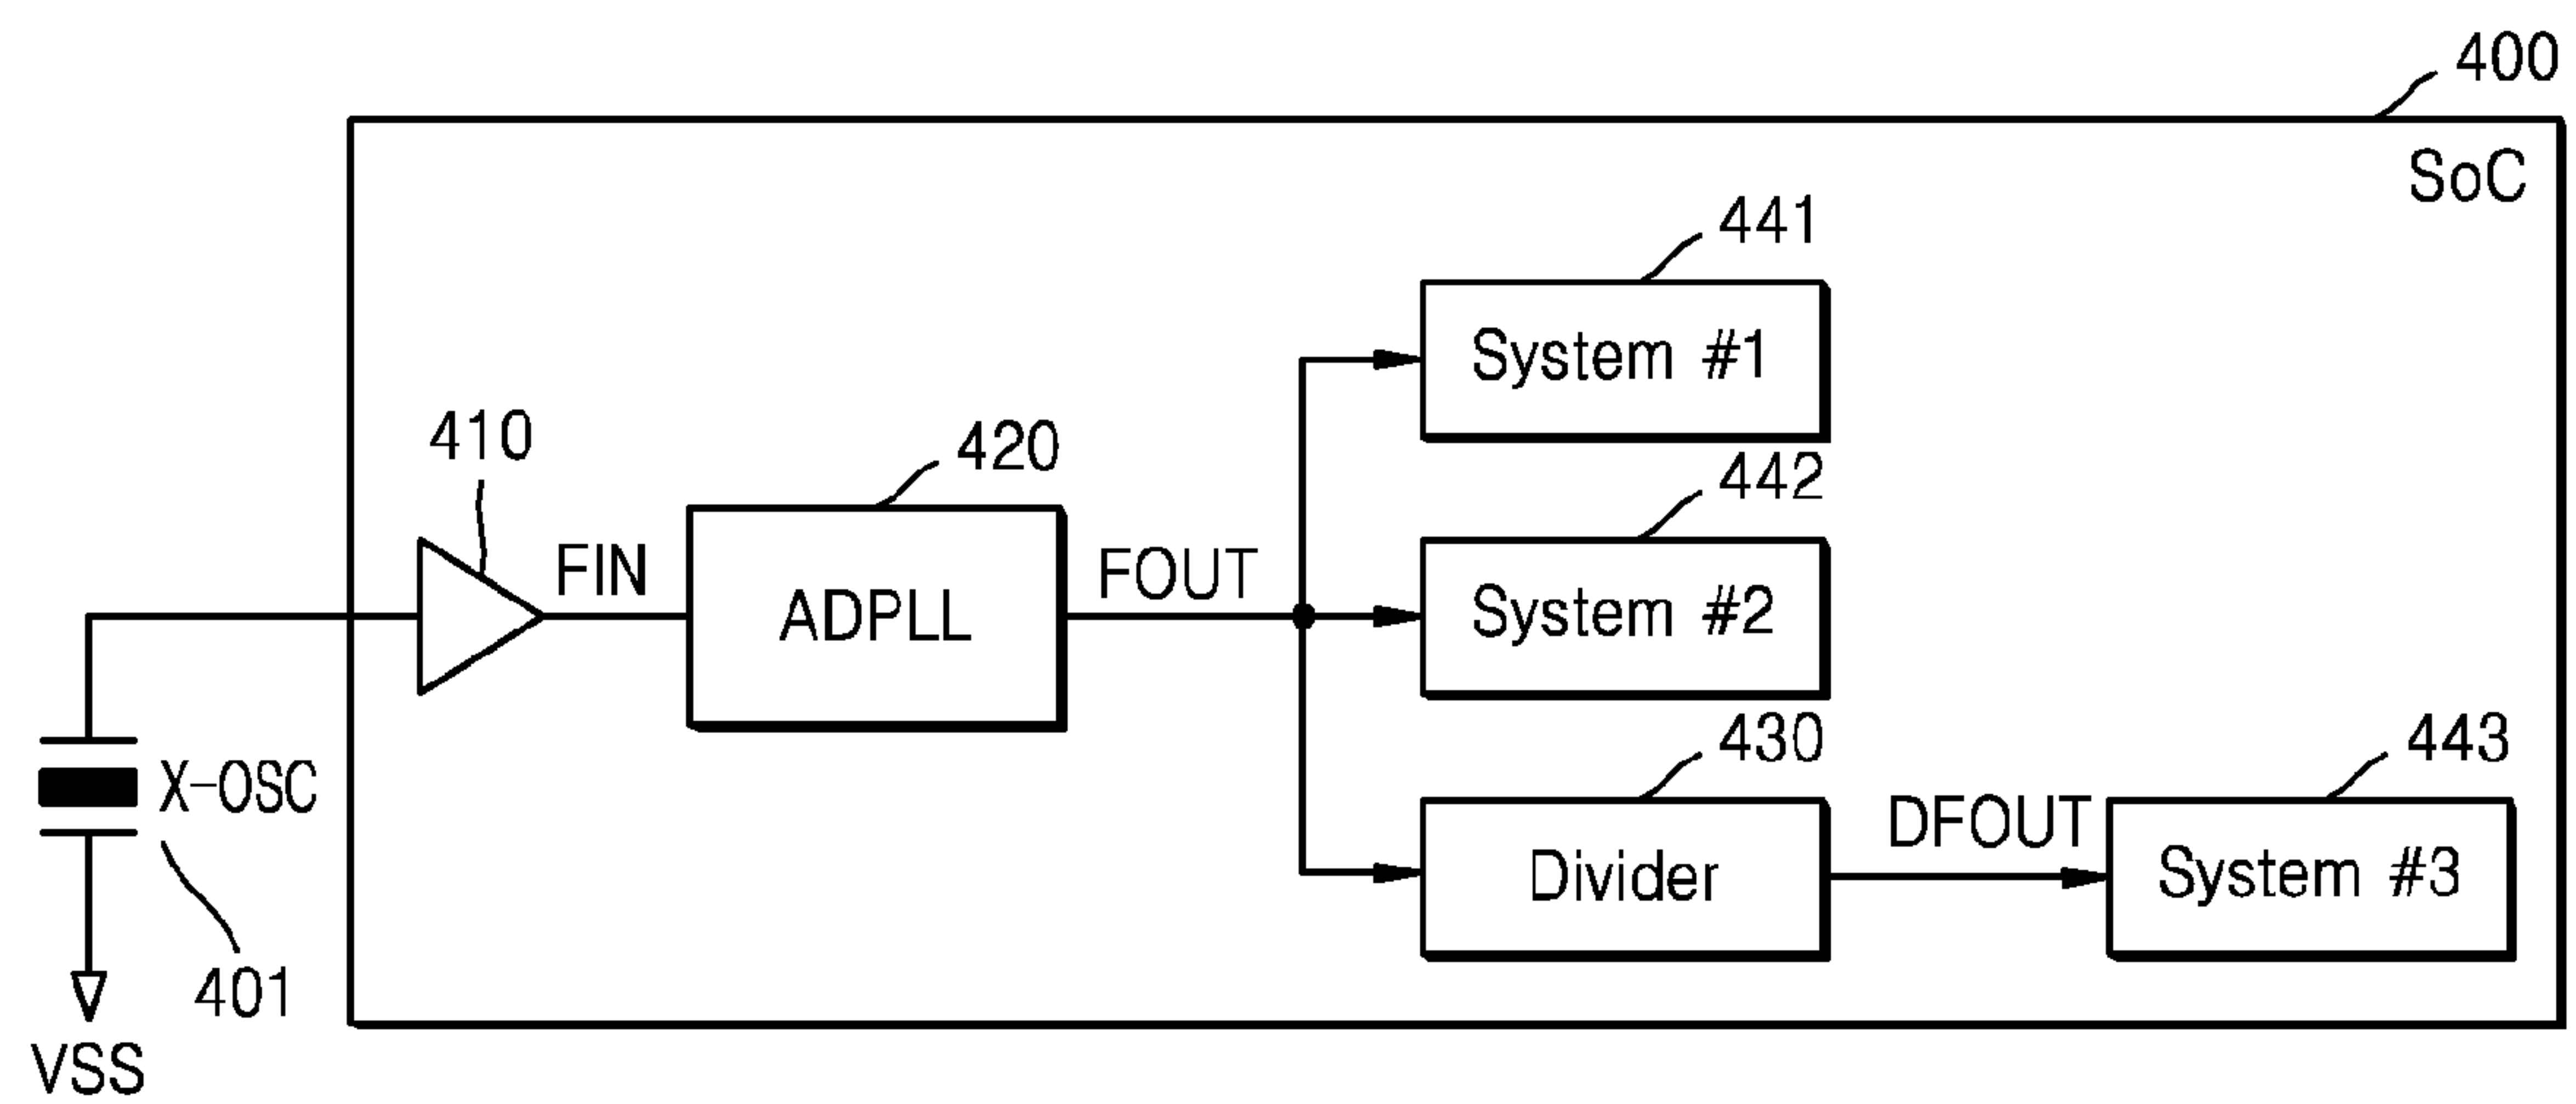 400
SoC
441
System #1
410
420
442
FIN
FOUT
ADPLL
System #2
430
443
X-OSC
DFOUT
Divider
System #3
401
VSS